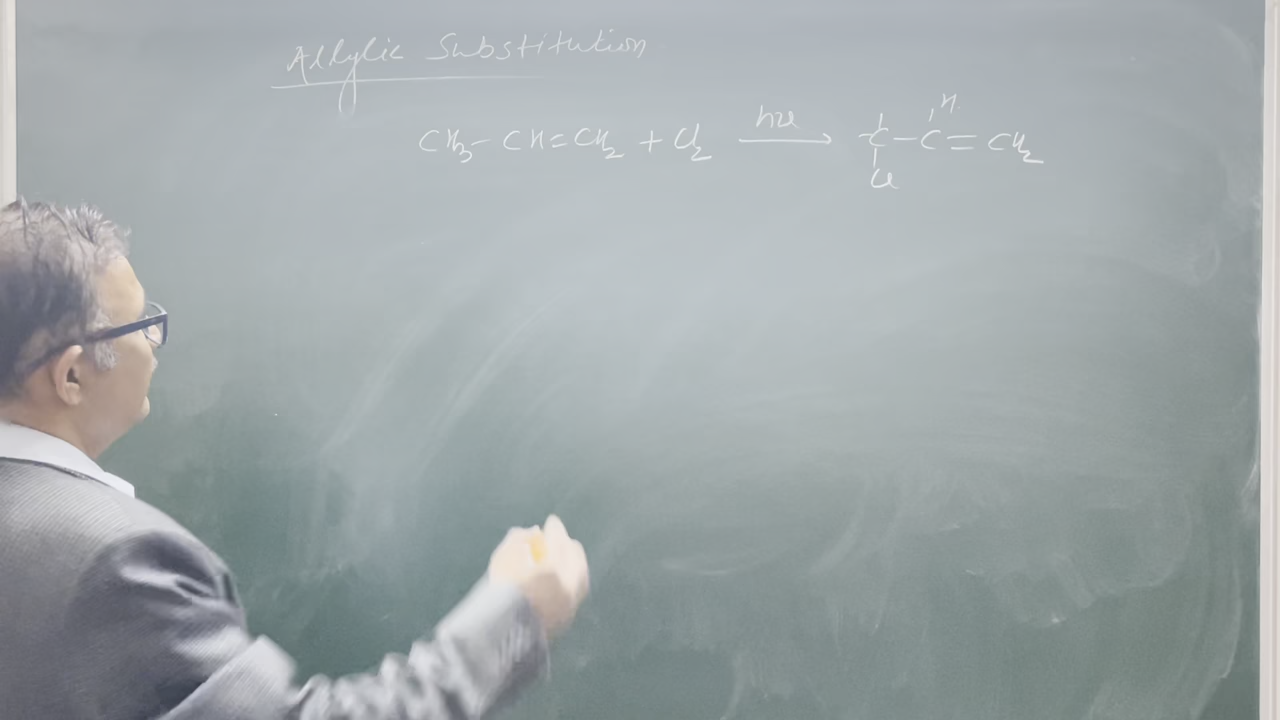 Allylic Substitution
hν H
CH₃-CH=CH₂ + Cl₂ ⟶ C-C=CH₂
Cl